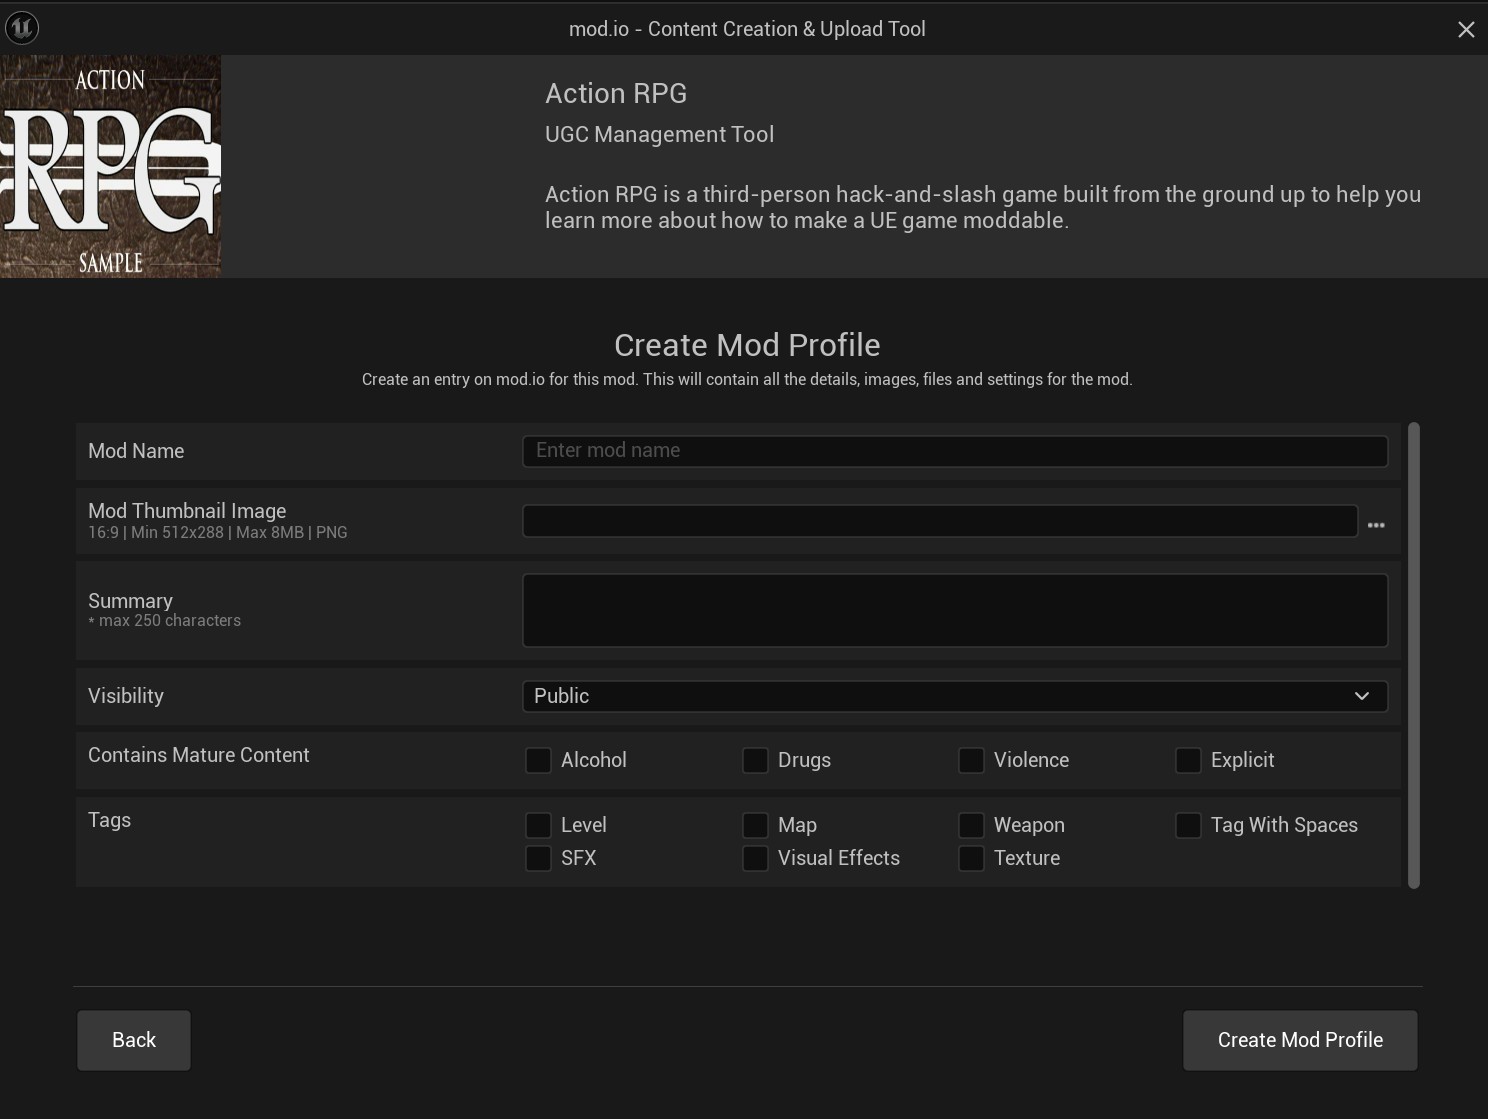 mod.io - Content Creation & Upload Tool
ACTION
RPG
SAMPLE
Action RPG
UGC Management Tool
Action RPG is a third-person hack-and-slash game built from the ground up to help you
learn more about how to make a UE game moddable.
Create Mod Profile
Create an entry on mod.io for this mod. This will contain all the details, images, files and settings for the mod.
Mod Name
Enter mod name
Mod Thumbnail Image
16:9 | Min 512x288 | Max 8MB | PNG
...
Summary
* max 250 characters
Visibility
Public
Contains Mature Content
Alcohol
Drugs
Violence
Explicit
Tags
Level
Map
Weapon
Tag With Spaces
SFX
Visual Effects
Texture
Back
Create Mod Profile